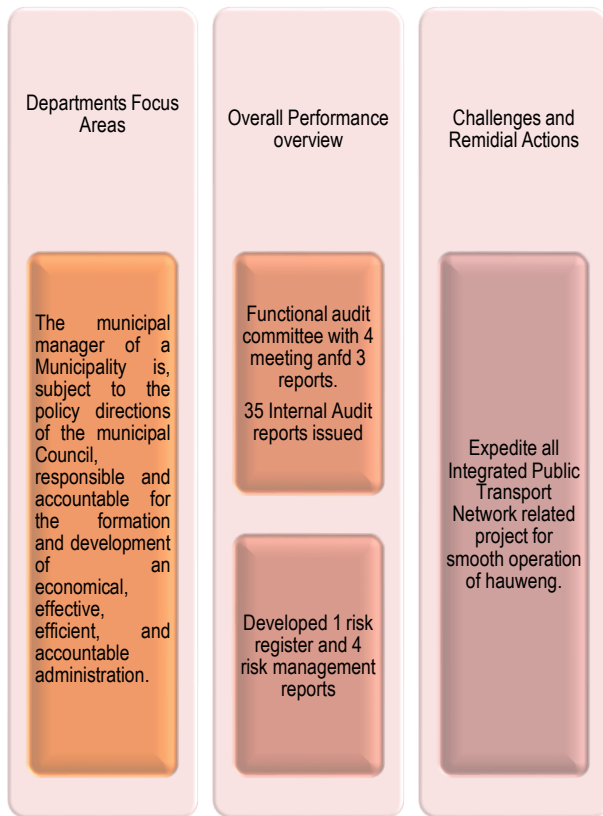 Departments Focus
Areas
The municipal
manager of a
Municipality is,
subject to the
policy directions
of the municipal
Council,
responsible and
accountable for
the formation
and development
of an
economical,
effective,
efficient, and
accountable
administration.
Overall Performance
overview
Functional audit
committee with 4
meeting anfd 3
reports.
35 Internal Audit
reports issued
Developed 1 risk
register and 4
risk management
reports
Challenges and
Remidial Actions
Expedite all
Integrated Public
Transport
Network related
project for
smooth operation
of hauweng.